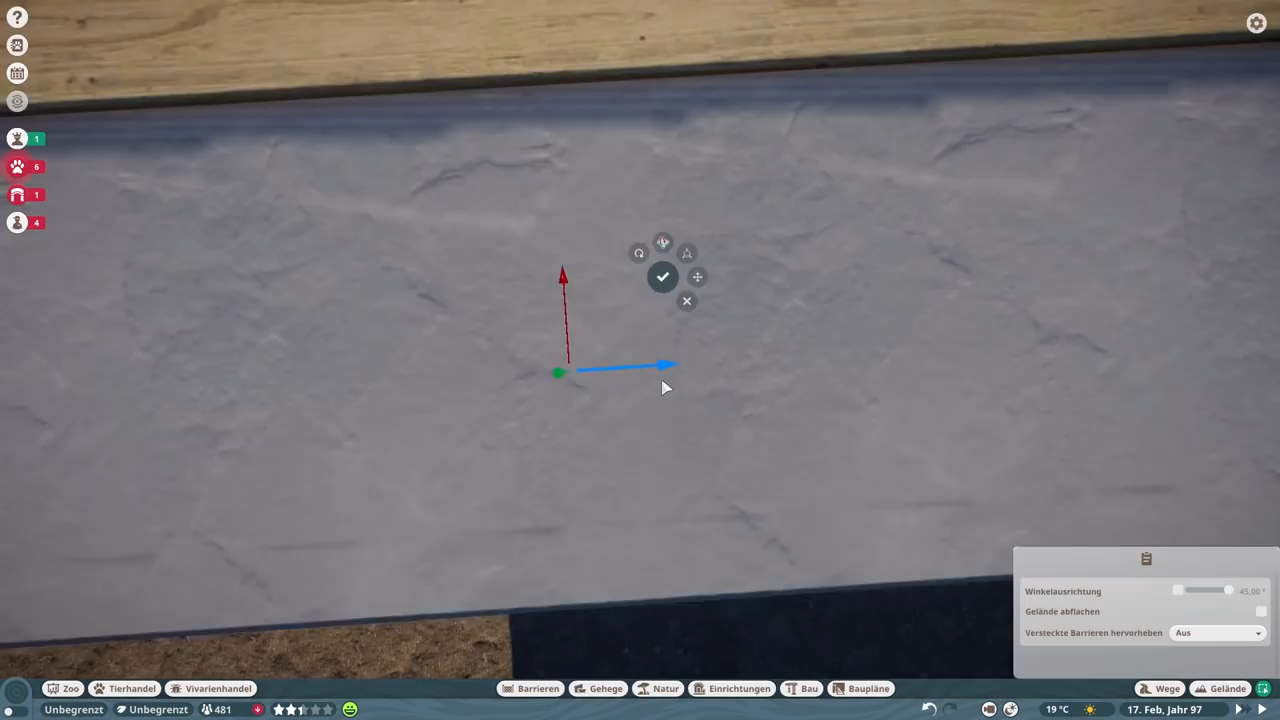 1
6
1
4
Winkelausrichtung 45,00 °
Gelände abflachen
Versteckte Barrieren hervorheben Aus
Zoo Tierhandel Vivarienhandel Barrieren Gehege Natur Einrichtungen Bau Baupläne Wege Gelände
Unbegrenzt Unbegrenzt 481 19 °C 17. Feb, Jahr 97